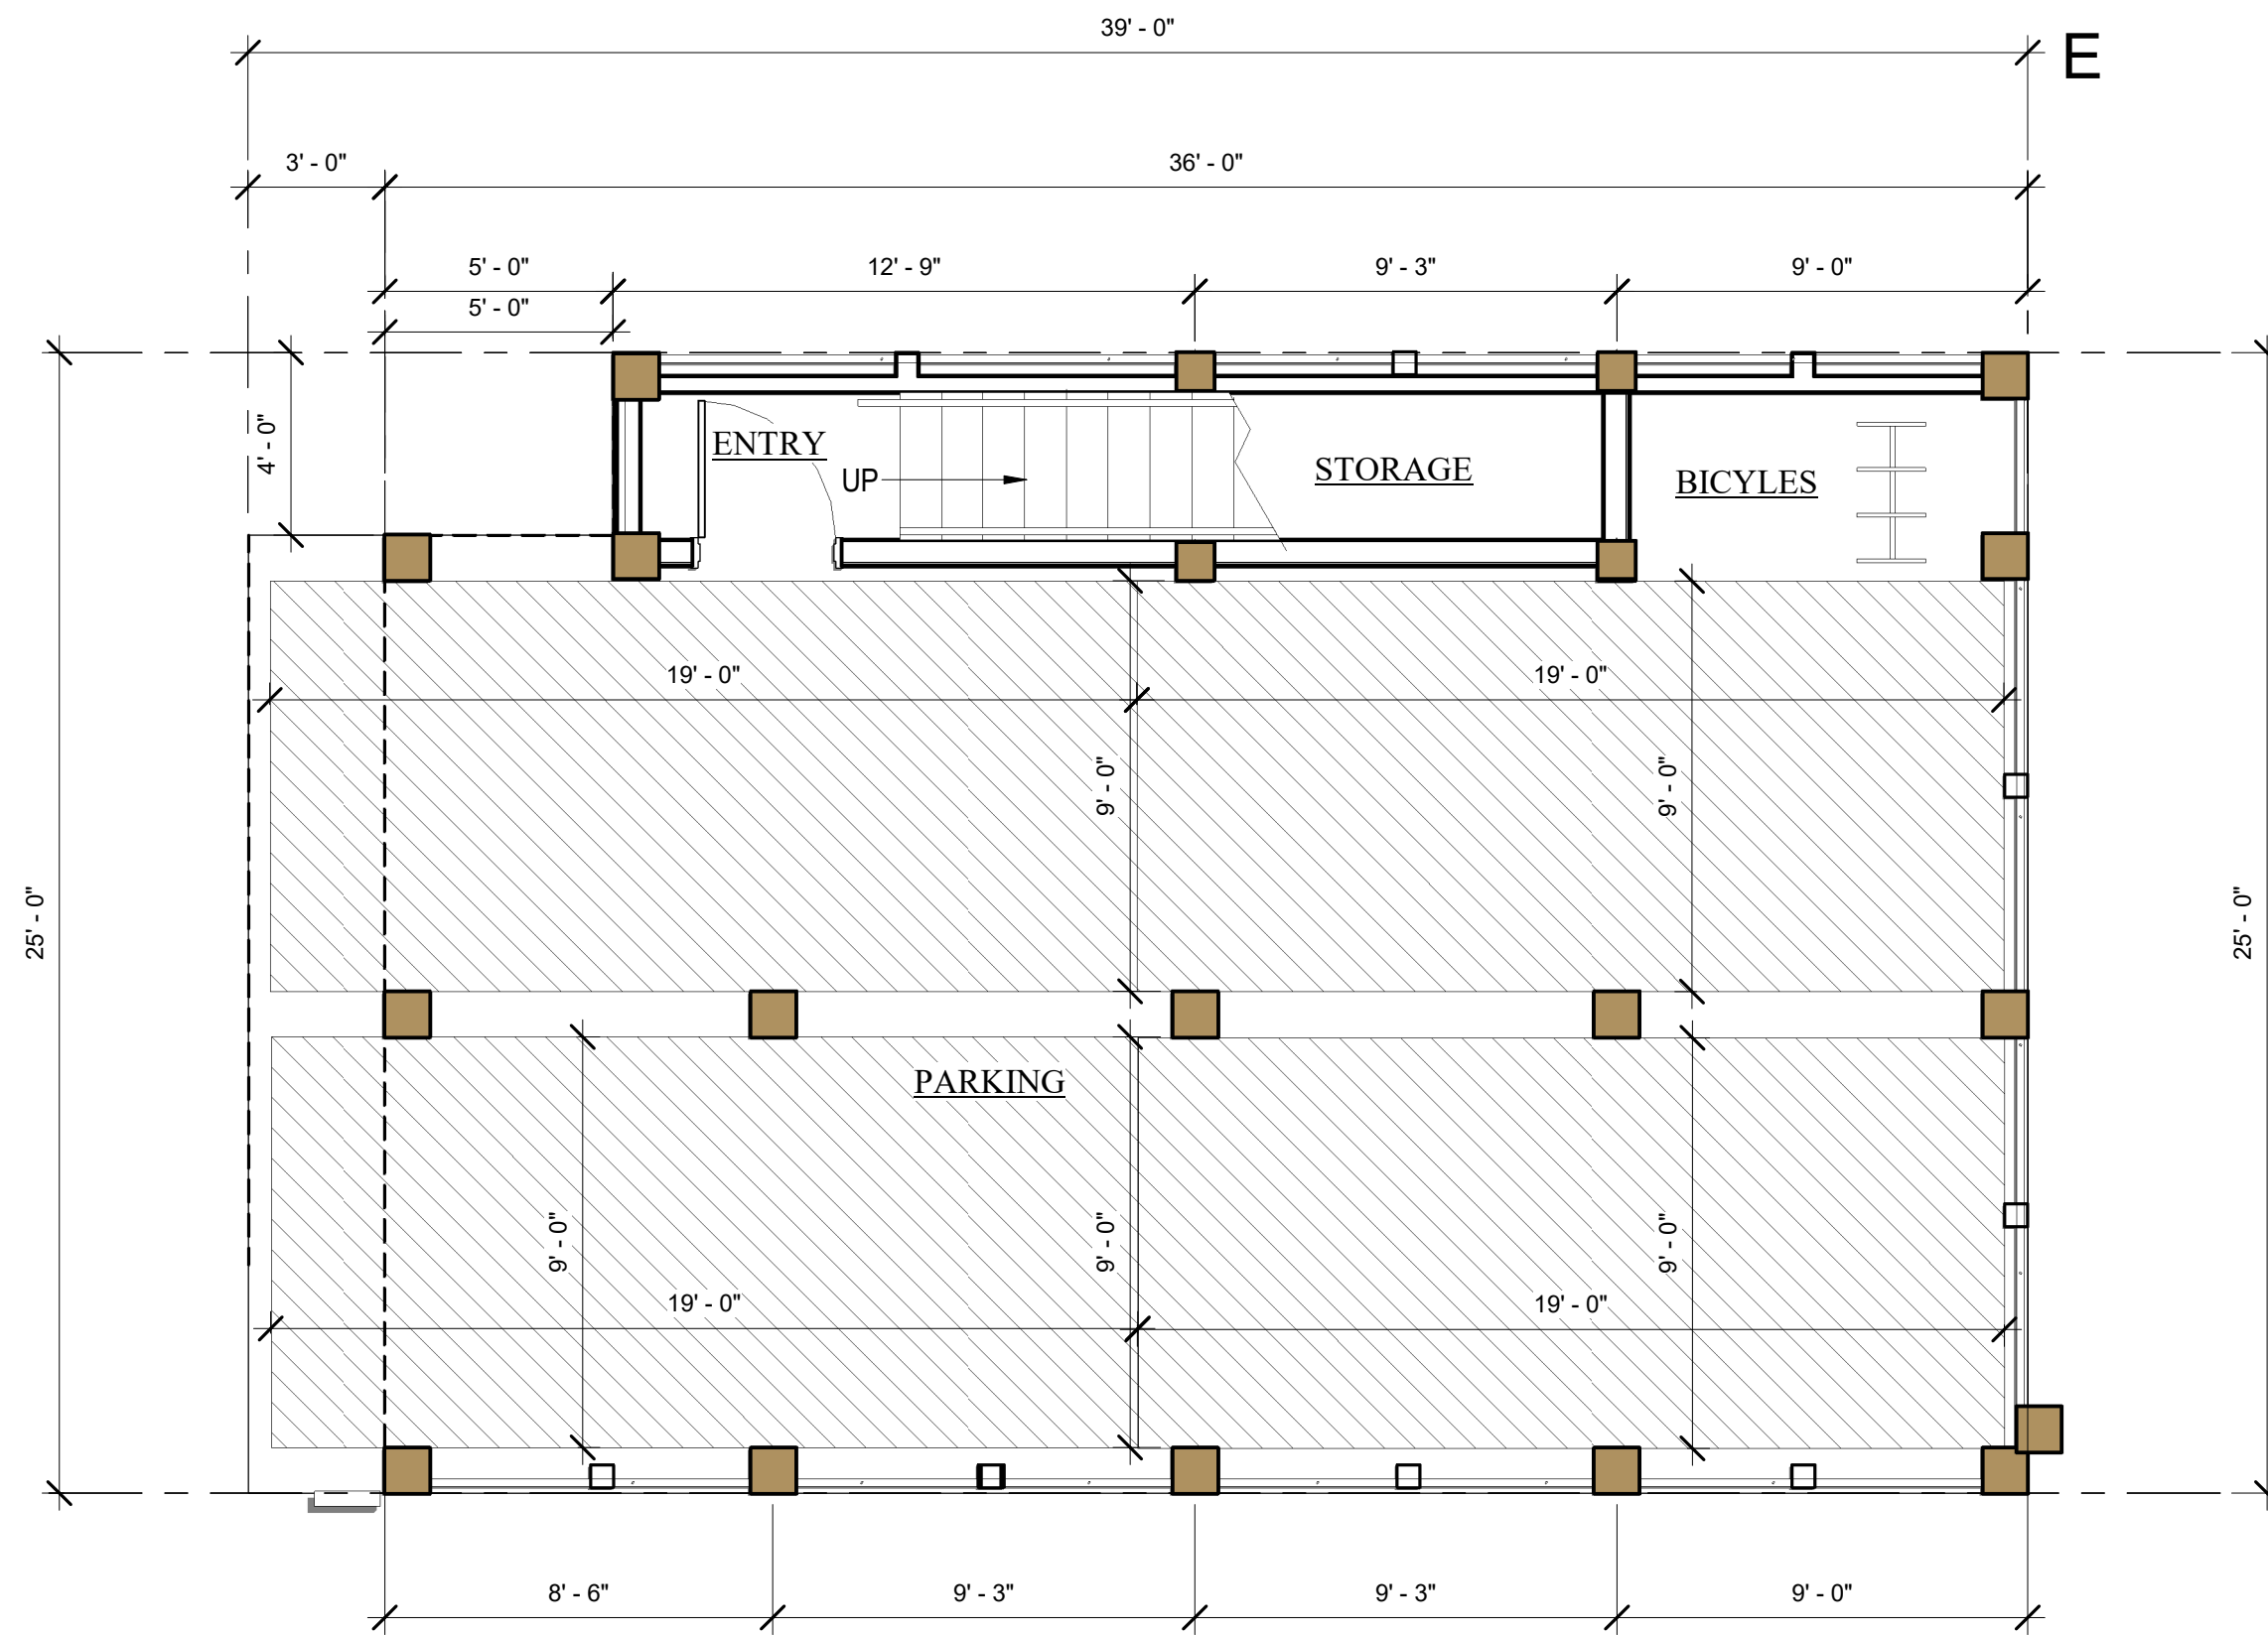 39' - 0"
E
3' - 0"
36' - 0"
5' - 0"
12' - 9"
9' - 3"
9' - 0"
5' - 0"
4' - 0"
ENTRY
UP
STORAGE
BICYLES
19' - 0"
19' - 0"
9' - 0"
9' - 0"
25' - 0"
25' - 0"
PARKING
9' - 0"
9' - 0"
9' - 0"
19' - 0"
19' - 0"
8' - 6"
9' - 3"
9' - 3"
9' - 0"